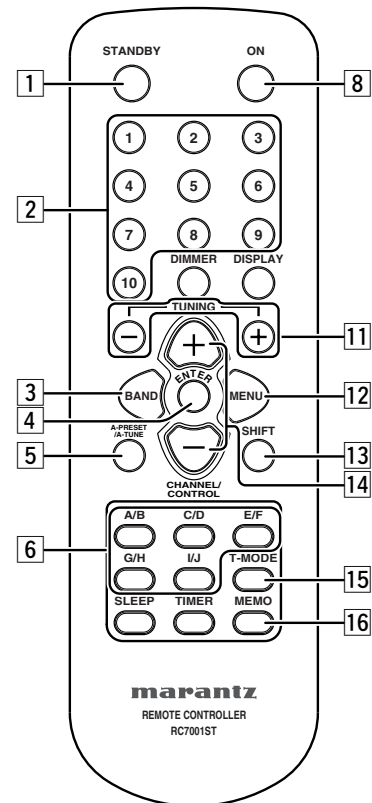 STANDBY ON
1 8
1 2 3
4 5 6
2
7 8 9
DIMMER DISPLAY
10
TUNING
− +
11
+
ENTER
3 BAND MENU 12
4
A-PRESET
/A-TUNE
SHIFT
5 − 13
CHANNEL/
CONTROL
14
A/B C/D E/F
6
G/H I/J T-MODE
15
SLEEP TIMER MEMO
16
marantz
REMOTE CONTROLLER
RC7001ST